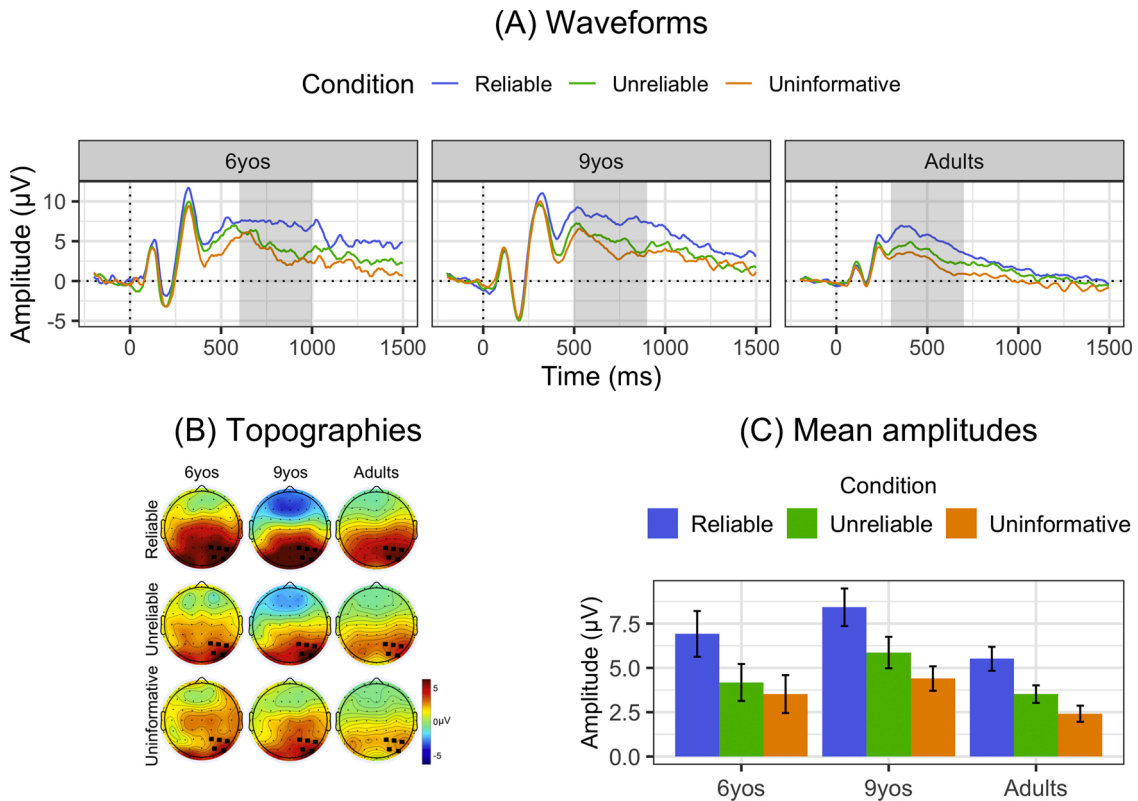 (A) Waveforms
Condition Reliable Unreliable Uninformative
6yos 9yos Adults
Amplitude (µV)
10
5
0
-5
0 500 1000 1500 0 500 1000 1500 0 500 1000 1500
Time (ms)
(B) Topographies
6yos 9yos Adults
Reliable
Unreliable
Uninformative
5
0µV
-5
(C) Mean amplitudes
Condition
Reliable Unreliable Uninformative
Amplitude (µV)
7.5
5.0
2.5
0.0
6yos 9yos Adults